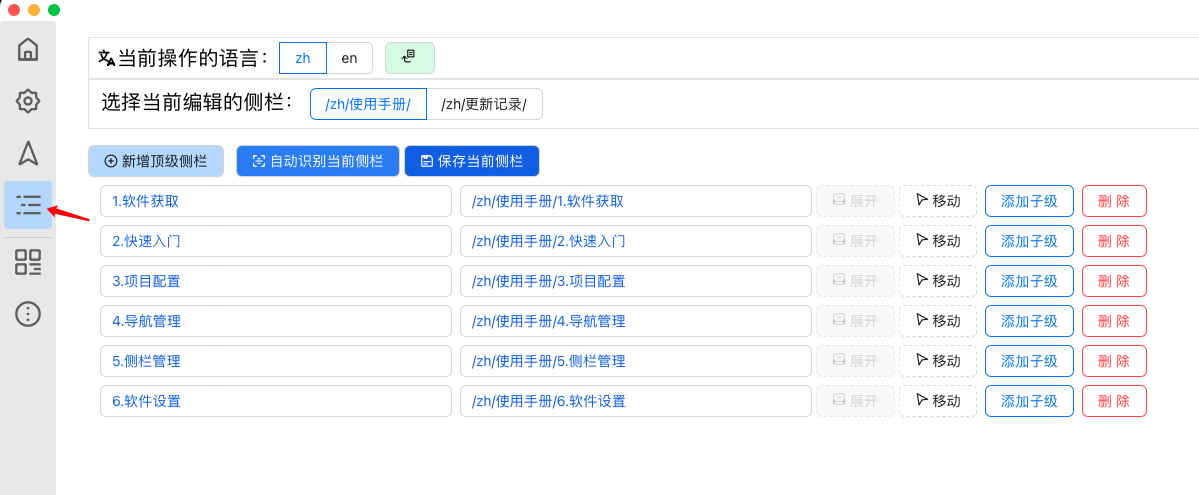 当前操作的语言： zh en
选择当前编辑的侧栏： /zh/使用手册/ /zh/更新记录/
新增顶级侧栏 自动识别当前侧栏 保存当前侧栏
1.软件获取 /zh/使用手册/1.软件获取 展开 移动 添加子级 删 除
2.快速入门 /zh/使用手册/2.快速入门 展开 移动 添加子级 删 除
3.项目配置 /zh/使用手册/3.项目配置 展开 移动 添加子级 删 除
4.导航管理 /zh/使用手册/4.导航管理 展开 移动 添加子级 删 除
5.侧栏管理 /zh/使用手册/5.侧栏管理 展开 移动 添加子级 删 除
6.软件设置 /zh/使用手册/6.软件设置 展开 移动 添加子级 删 除